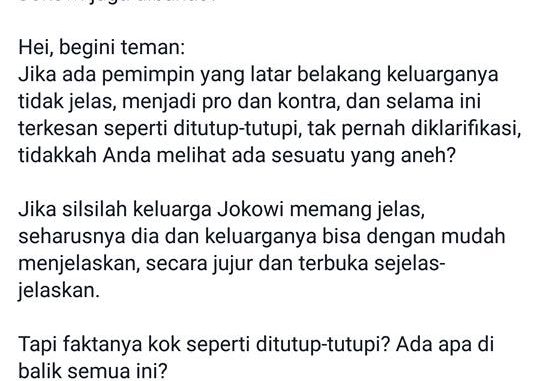 Hei, begini teman:
Jika ada pemimpin yang latar belakang keluarganya
tidak jelas, menjadi pro dan kontra, dan selama ini
terkesan seperti ditutup-tutupi, tak pernah diklarifikasi,
tidakkah Anda melihat ada sesuatu yang aneh?
Jika silsilah keluarga Jokowi memang jelas,
seharusnya dia dan keluarganya bisa dengan mudah
menjelaskan, secara jujur dan terbuka sejelas-
jelaskan.
Tapi faktanya kok seperti ditutup-tutupi? Ada apa di
balik semua ini?